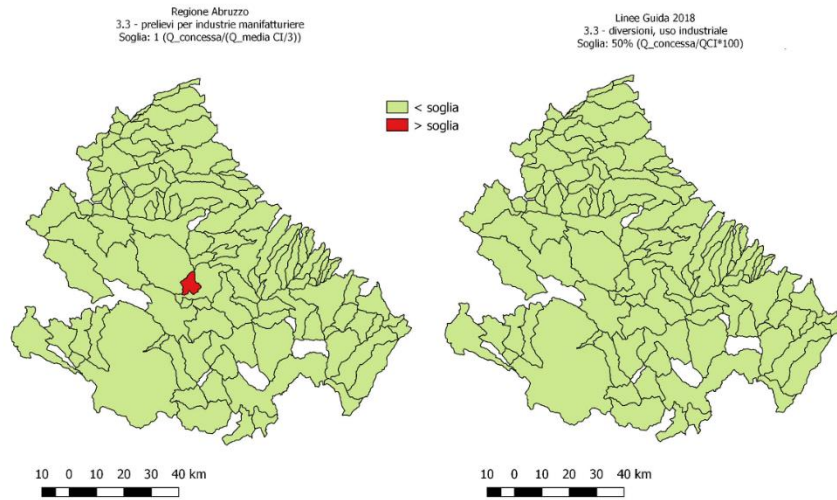 Regione Abruzzo
3.3 - prelievi per industrie manifatturiere
Soglia: 1 (Q_concessa/(Q_media CI/3))
Linee Guida 2018
3.3 - diversioni, uso industriale
Soglia: 50% (Q_concessa/QCI*100)
< soglia
> soglia
10 0 10 20 30 40 km
10 0 10 20 30 40 km